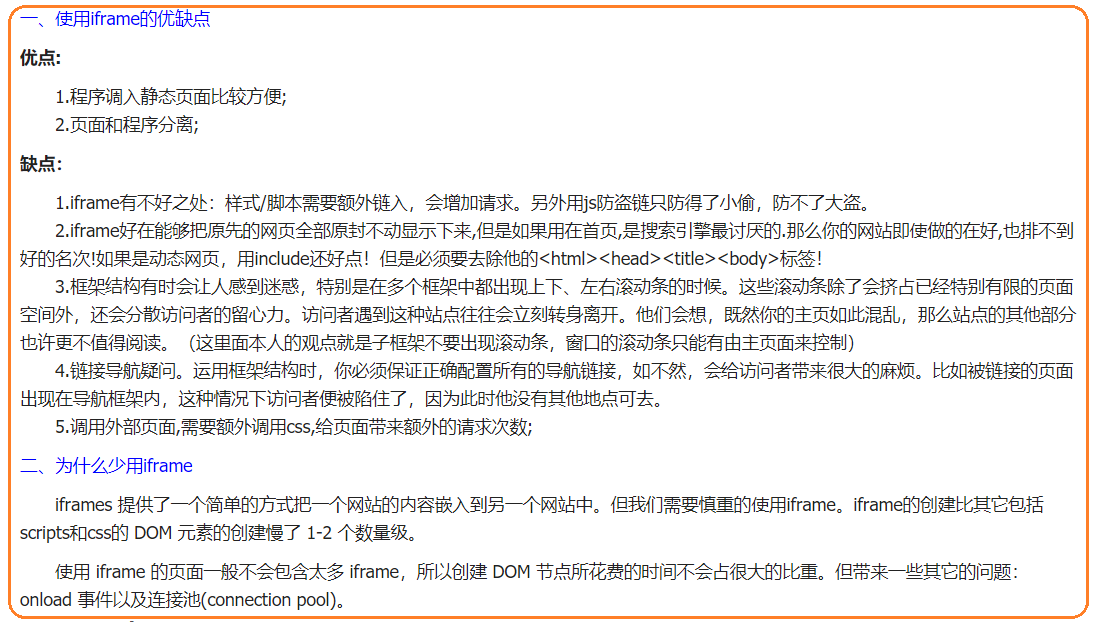 一、使用iframe的优缺点
优点:
1.程序调入静态页面比较方便;
2.页面和程序分离;
缺点：
1.iframe有不好之处：样式/脚本需要额外链入，会增加请求。另外用js防盗链只防得了小偷，防不了大盗。
2.iframe好在能够把原先的网页全部原封不动显示下来,但是如果用在首页,是搜索引擎最讨厌的.那么你的网站即使做的在好,也排不到
好的名次!如果是动态网页，用include还好点！但是必须要去除他的<html><head><title><body>标签！
3.框架结构有时会让人感到迷惑，特别是在多个框架中都出现上下、左右滚动条的时候。这些滚动条除了会挤占已经特别有限的页面
空间外，还会分散访问者的留心力。访问者遇到这种站点往往会立刻转身离开。他们会想，既然你的主页如此混乱，那么站点的其他部分
也许更不值得阅读。（这里面本人的观点就是子框架不要出现滚动条，窗口的滚动条只能有由主页面来控制）
4.链接导航疑问。运用框架结构时，你必须保证正确配置所有的导航链接，如不然，会给访问者带来很大的麻烦。比如被链接的页面
出现在导航框架内，这种情况下访问者便被陷住了，因为此时他没有其他地点可去。
5.调用外部页面,需要额外调用css,给页面带来额外的请求次数;
二、为什么少用iframe
iframes 提供了一个简单的方式把一个网站的内容嵌入到另一个网站中。但我们需要慎重的使用iframe。iframe的创建比其它包括
scripts和css的 DOM 元素的创建慢了 1-2 个数量级。
使用 iframe 的页面一般不会包含太多 iframe，所以创建 DOM 节点所花费的时间不会占很大的比重。但带来一些其它的问题：
onload 事件以及连接池(connection pool)。